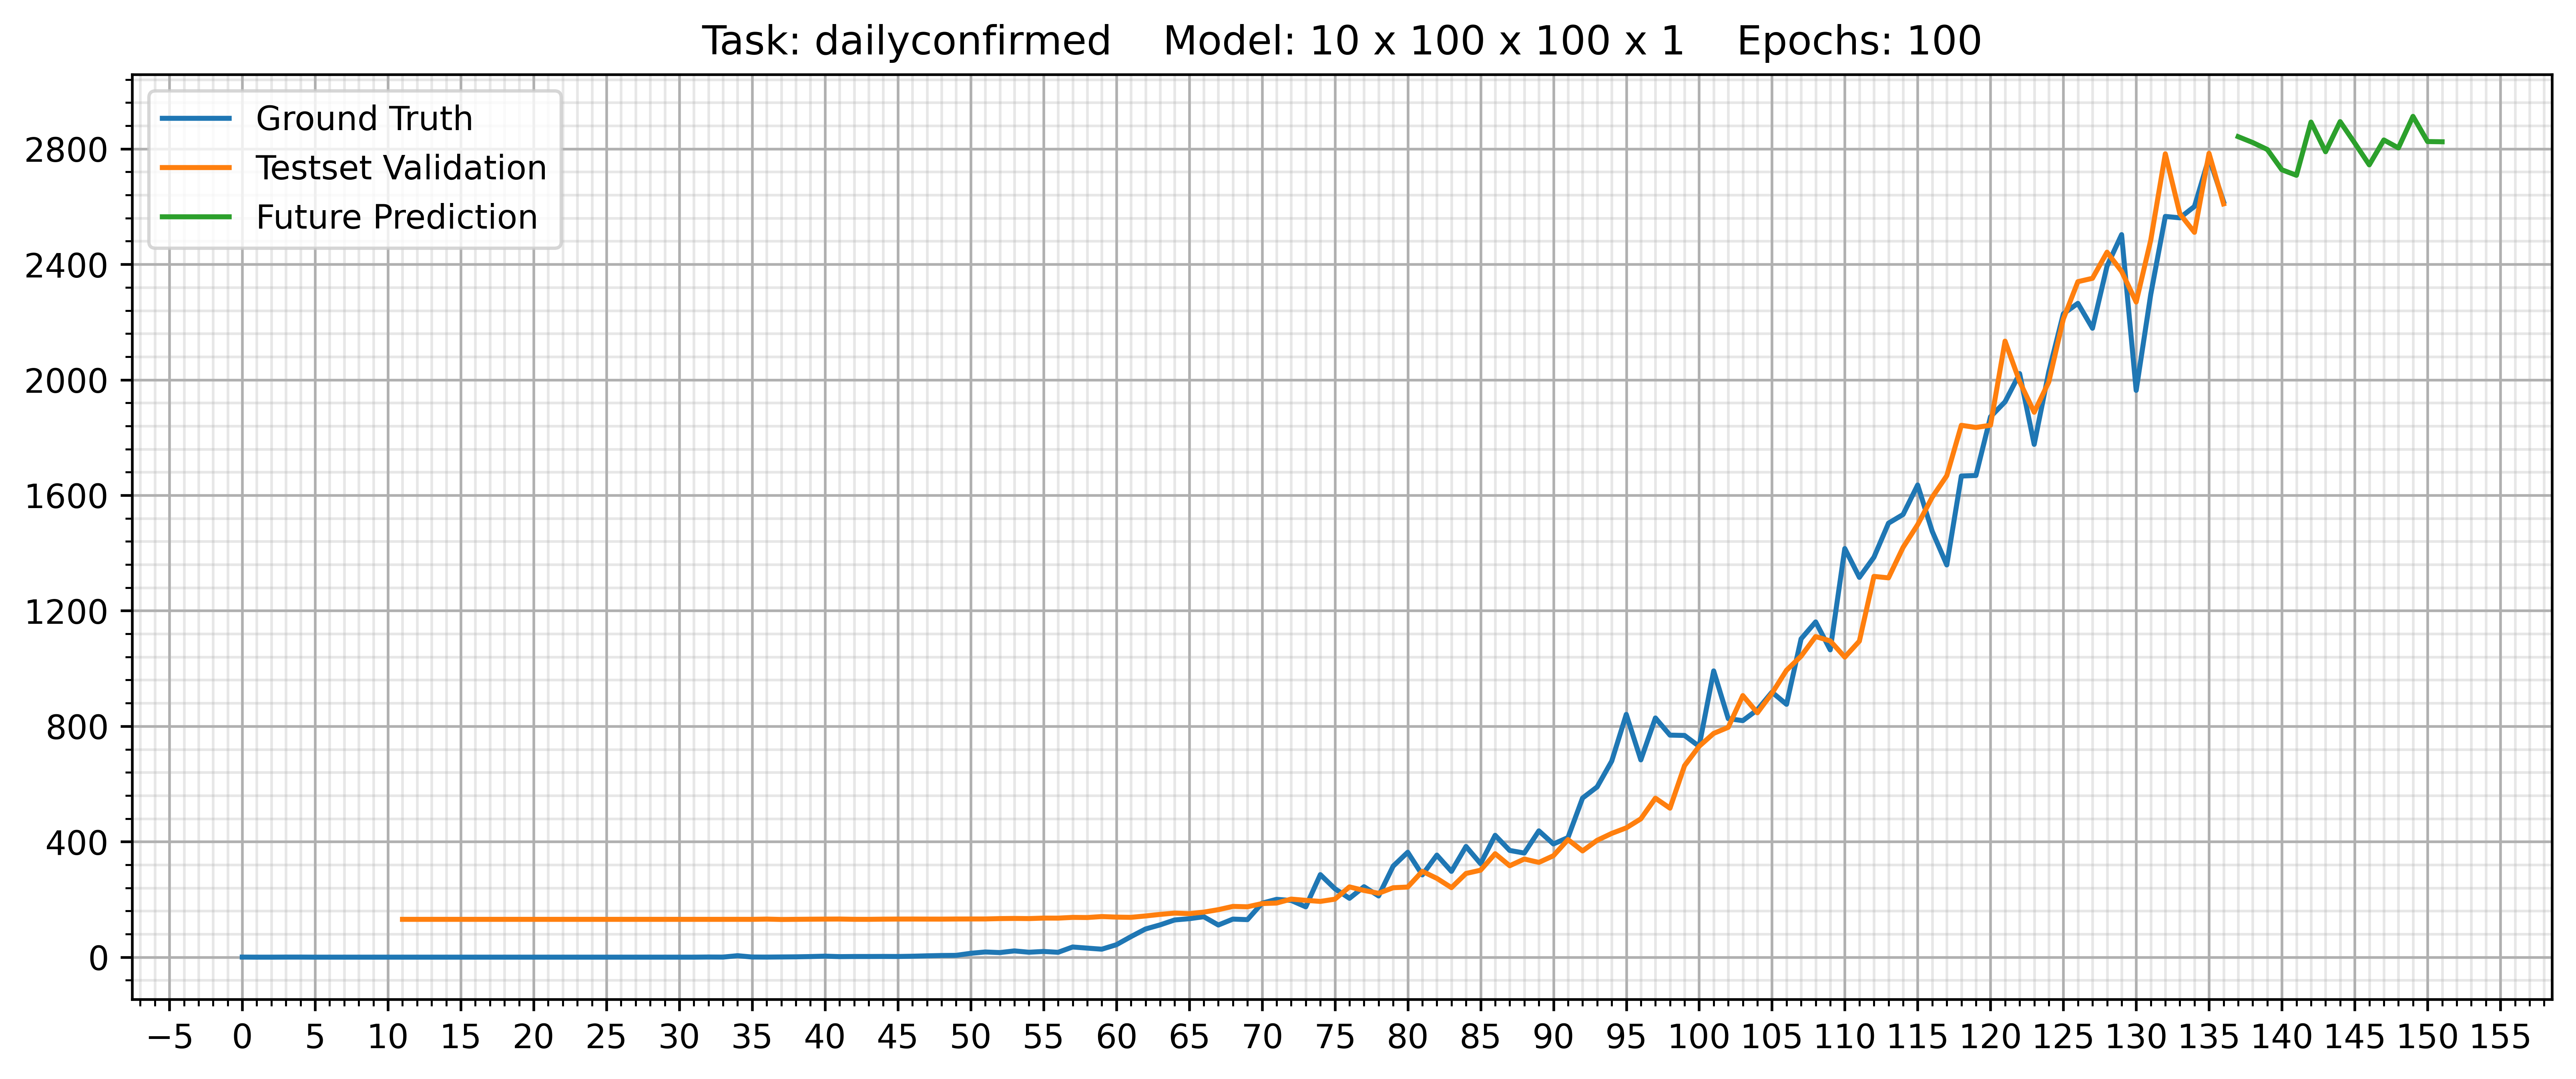 Task: dailyconfirmed    Model: 10 x 100 x 100 x 1    Epochs: 100
Ground Truth
Testset Validation
Future Prediction
2800
2400
2000
1600
1200
800
400
0
−5 0 5 10 15 20 25 30 35 40 45 50 55 60 65 70 75 80 85 90 95 100 105 110 115 120 125 130 135 140 145 150 155